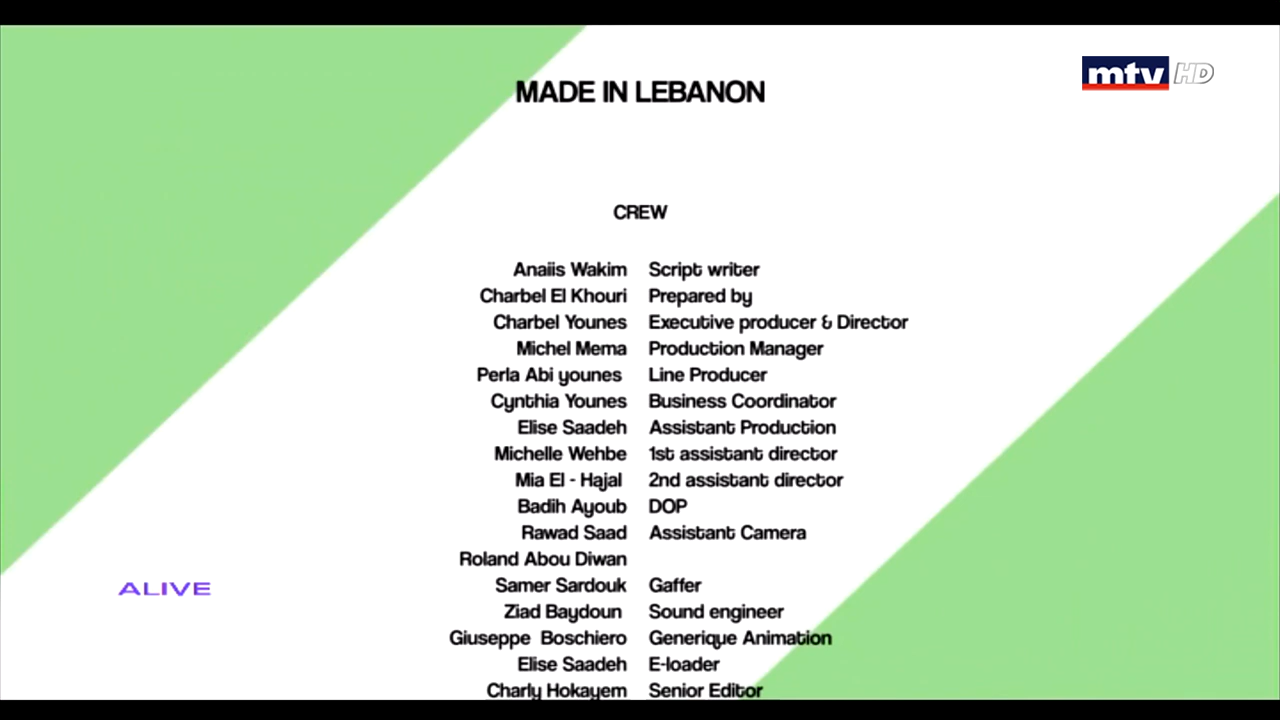 mtv HD
MADE IN LEBANON
CREW
Anaiis Wakim Script writer
Charbel El Khouri Prepared by
Charbel Younes Executive producer & Director
Michel Mema Production Manager
Perla Abi younes Line Producer
Cynthia Younes Business Coordinator
Elise Saadeh Assistant Production
Michelle Wehbe 1st assistant director
Mia El - Hajal 2nd assistant director
Badih Ayoub DOP
Rawad Saad Assistant Camera
Roland Abou Diwan
Samer Sardouk Gaffer
ALIVE
Ziad Baydoun Sound engineer
Giuseppe Boschiero Generique Animation
Elise Saadeh E-loader
Charly Hokayem Senior Editor